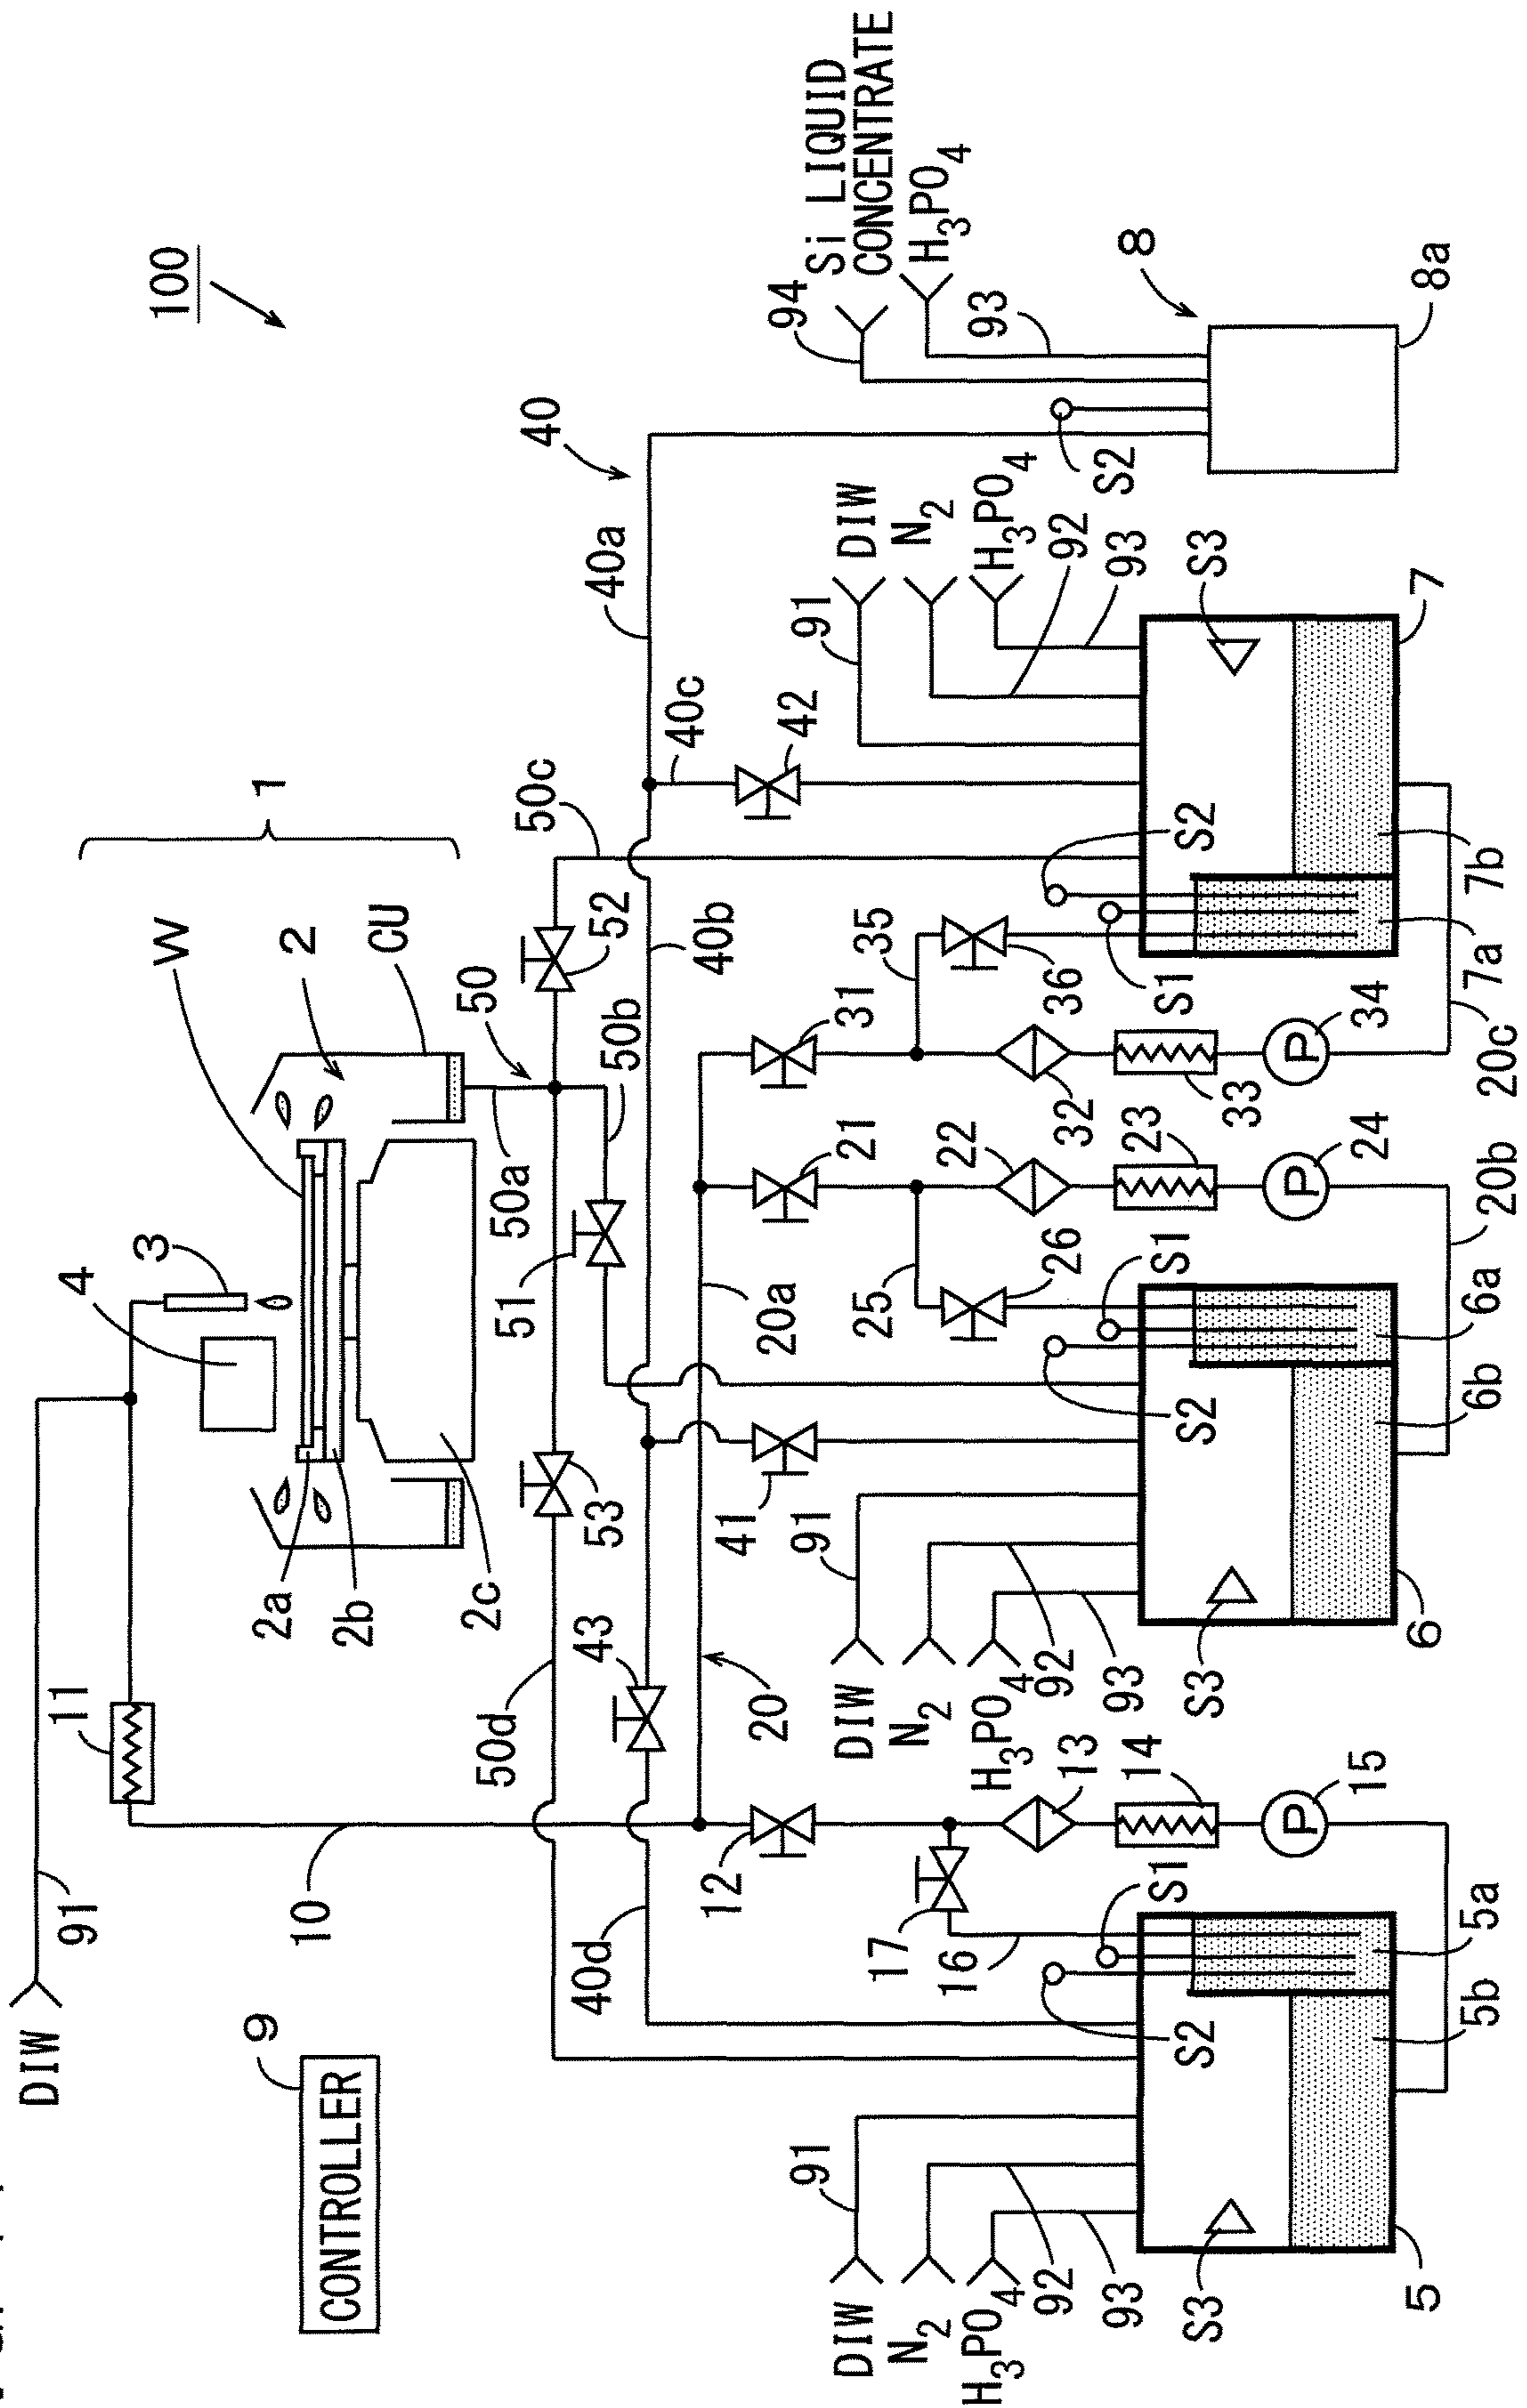 DIW
91
11
4
3
100
9
10
W
1
CONTROLLER
2a
2
2b
CU
2c
50
50d
50a
50c
40
53
51
52
40d
43
50b
40a
12
20
20a
40b
40c
41
21
31
42
94
91
91
91
Si LIQUID
DIW
17
DIW
25
35
DIW
CONCENTRATE
N2
16
N2
22
26
36
N2
H3PO4
H3PO4
13
H3PO4
32
H3PO4
93
92
92
92
93
14
93
23
33
93
S2
8
S1
S1
S1
S3
S2
S3
S2
S2
S3
15
24
34
5
5b
5a
6
6b
6a
20b
20c
7a
7b
7
8a